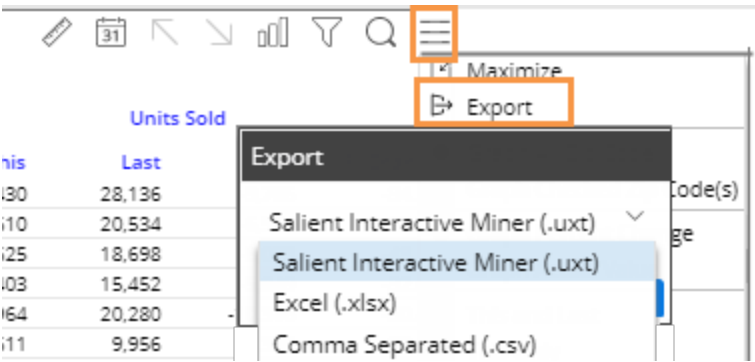 31
Maximize
Export
Units Sold
Last
Export
28,136
Code(s)
20,534
Salient Interactive Miner (.uxt)
18,698
Salient Interactive Miner (.uxt)
15,452
Excel (.xlsx)
20,280
9,956
Comma Separated (.csv)